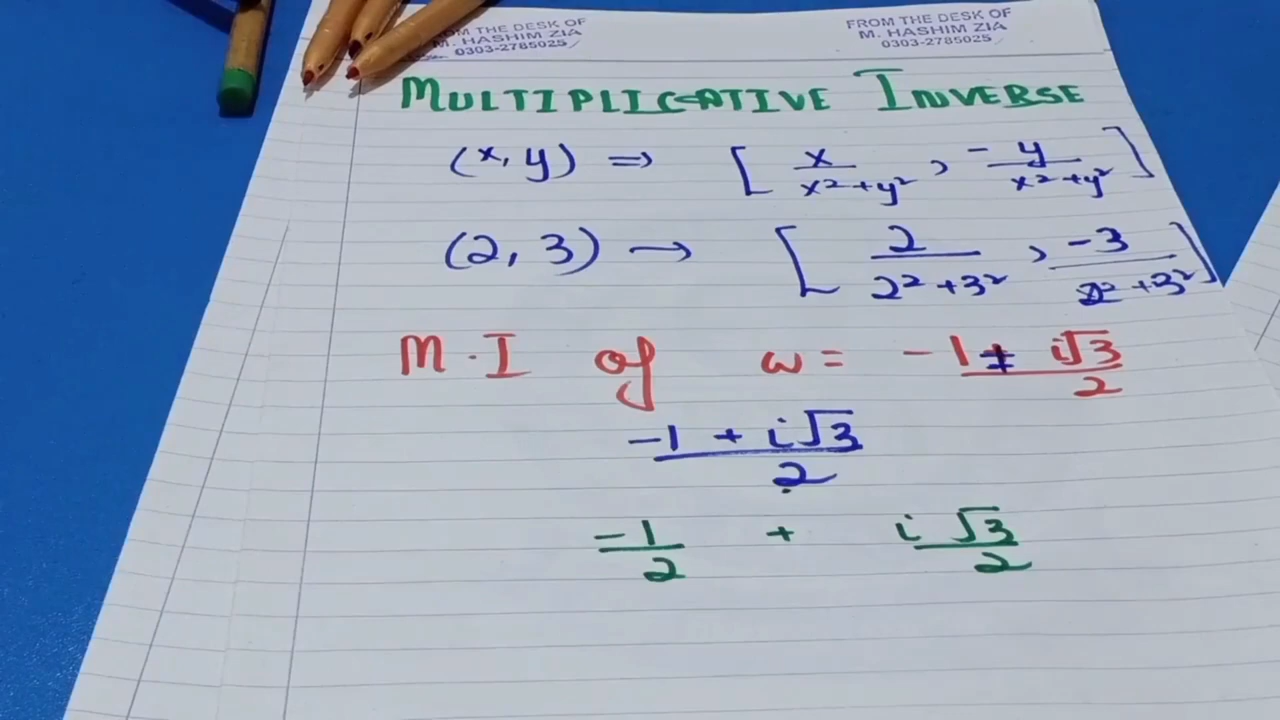 OM THE DESK OF
M. HASHIM ZIA
0303-2785025
FROM THE DESK OF
M. HASHIM ZIA
0303-2785025
MULTIPLICATIVE INVERSE
(x, y) ⇒ [x/(x²+y²), -y/(x²+y²)]
(2, 3) → [2/(2²+3²), -3/(2²+3²)]
M.I of ω = (-1 + i√3)/2
(-1 + i√3)/2
-1/2 + i√3/2